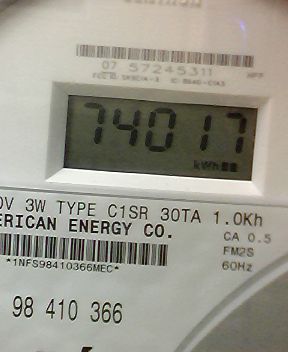 07 57245311
74017
kWh
0V 3W TYPE C1SR 30TA 1.0Kh
ERICAN ENERGY CO.
CA 0.5
FM2S
*1NFS98410366MEC*
60Hz
98 410 366